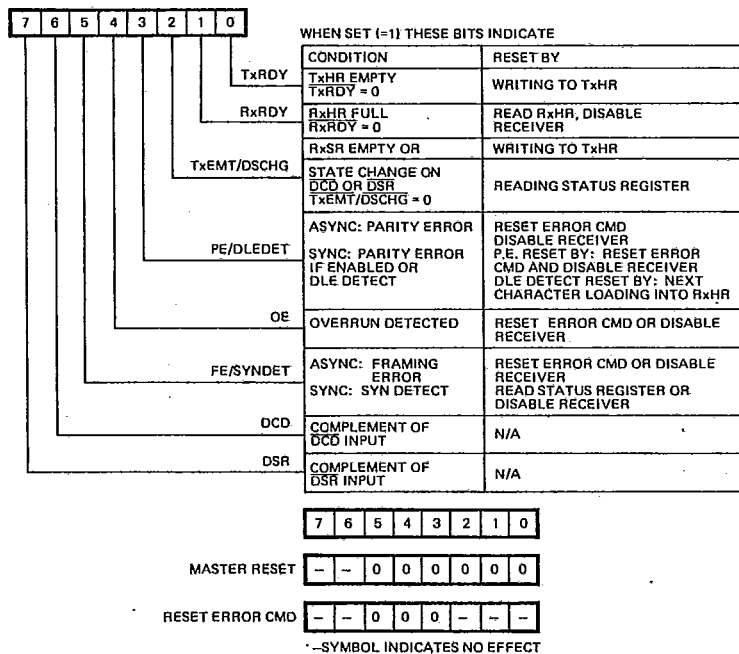 7 6 5 4 3 2 1 0
WHEN SET (=1) THESE BITS INDICATE
CONDITION RESET BY
TxRDY TxHR EMPTY WRITING TO TxHR
TxRDY = 0
RxRDY RxHR FULL READ RxHR, DISABLE
RxRDY = 0 RECEIVER
RxSR EMPTY OR WRITING TO TxHR
TxEMT/DSCHG STATE CHANGE ON READING STATUS REGISTER
DCD OR DSR
TxEMT/DSCHG = 0
ASYNC: PARITY ERROR RESET ERROR CMD
DISABLE RECEIVER
PE/DLEDET SYNC: PARITY ERROR P.E. RESET BY: RESET ERROR
IF ENABLED OR CMD AND DISABLE RECEIVER
DLE DETECT DLE DETECT RESET BY: NEXT
CHARACTER LOADING INTO RxHR
OE OVERRUN DETECTED RESET ERROR CMD OR DISABLE
RECEIVER
FE/SYNDET ASYNC: FRAMING RESET ERROR CMD OR DISABLE
ERROR RECEIVER
SYNC: SYN DETECT READ STATUS REGISTER OR
DISABLE RECEIVER
DCD COMPLEMENT OF N/A
DCD INPUT
DSR COMPLEMENT OF N/A
DSR INPUT
7 6 5 4 3 2 1 0
MASTER RESET – – 0 0 0 0 0 0
RESET ERROR CMD – – 0 0 0 – – –
–SYMBOL INDICATES NO EFFECT